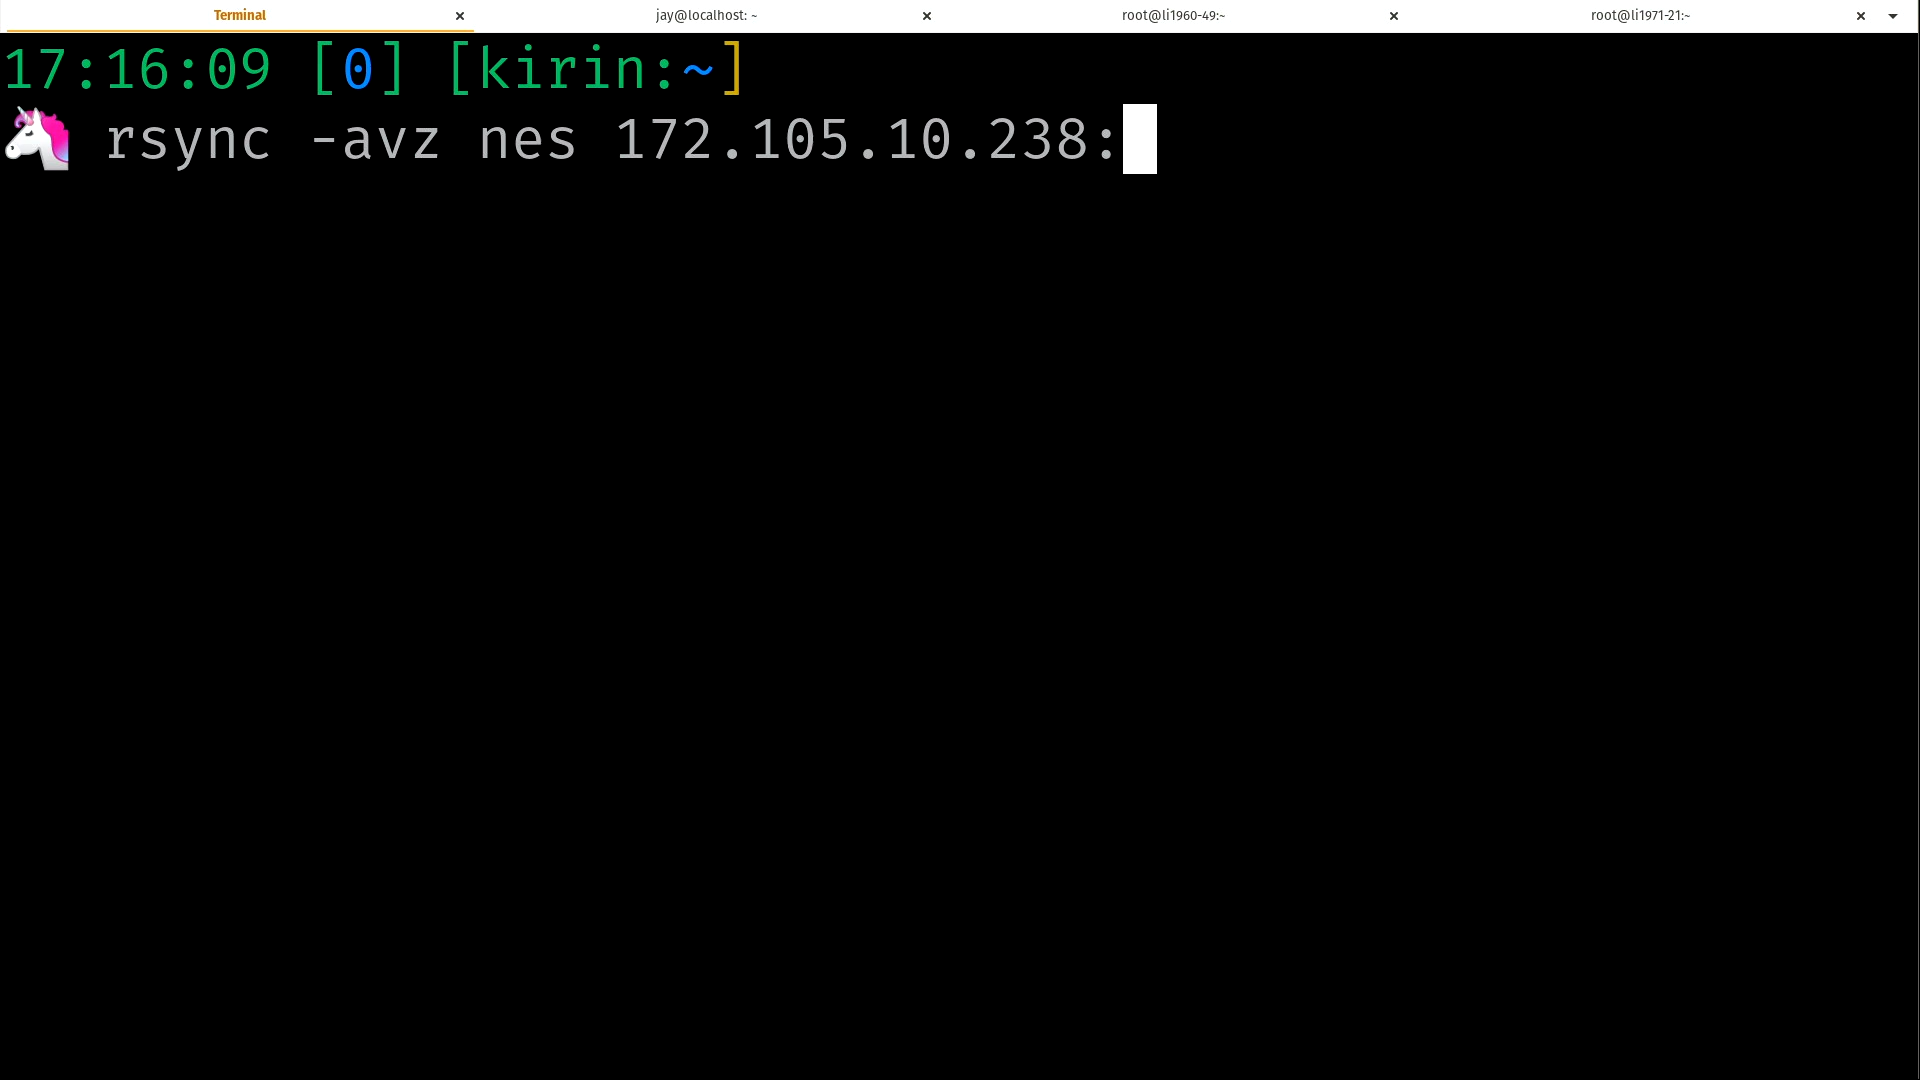 Terminal × jay@localhost: ~ × root@li1960-49:~ × root@li1971-21:~ ×
17:16:09 [0] [kirin:~]
🦄 rsync -avz nes 172.105.10.238: